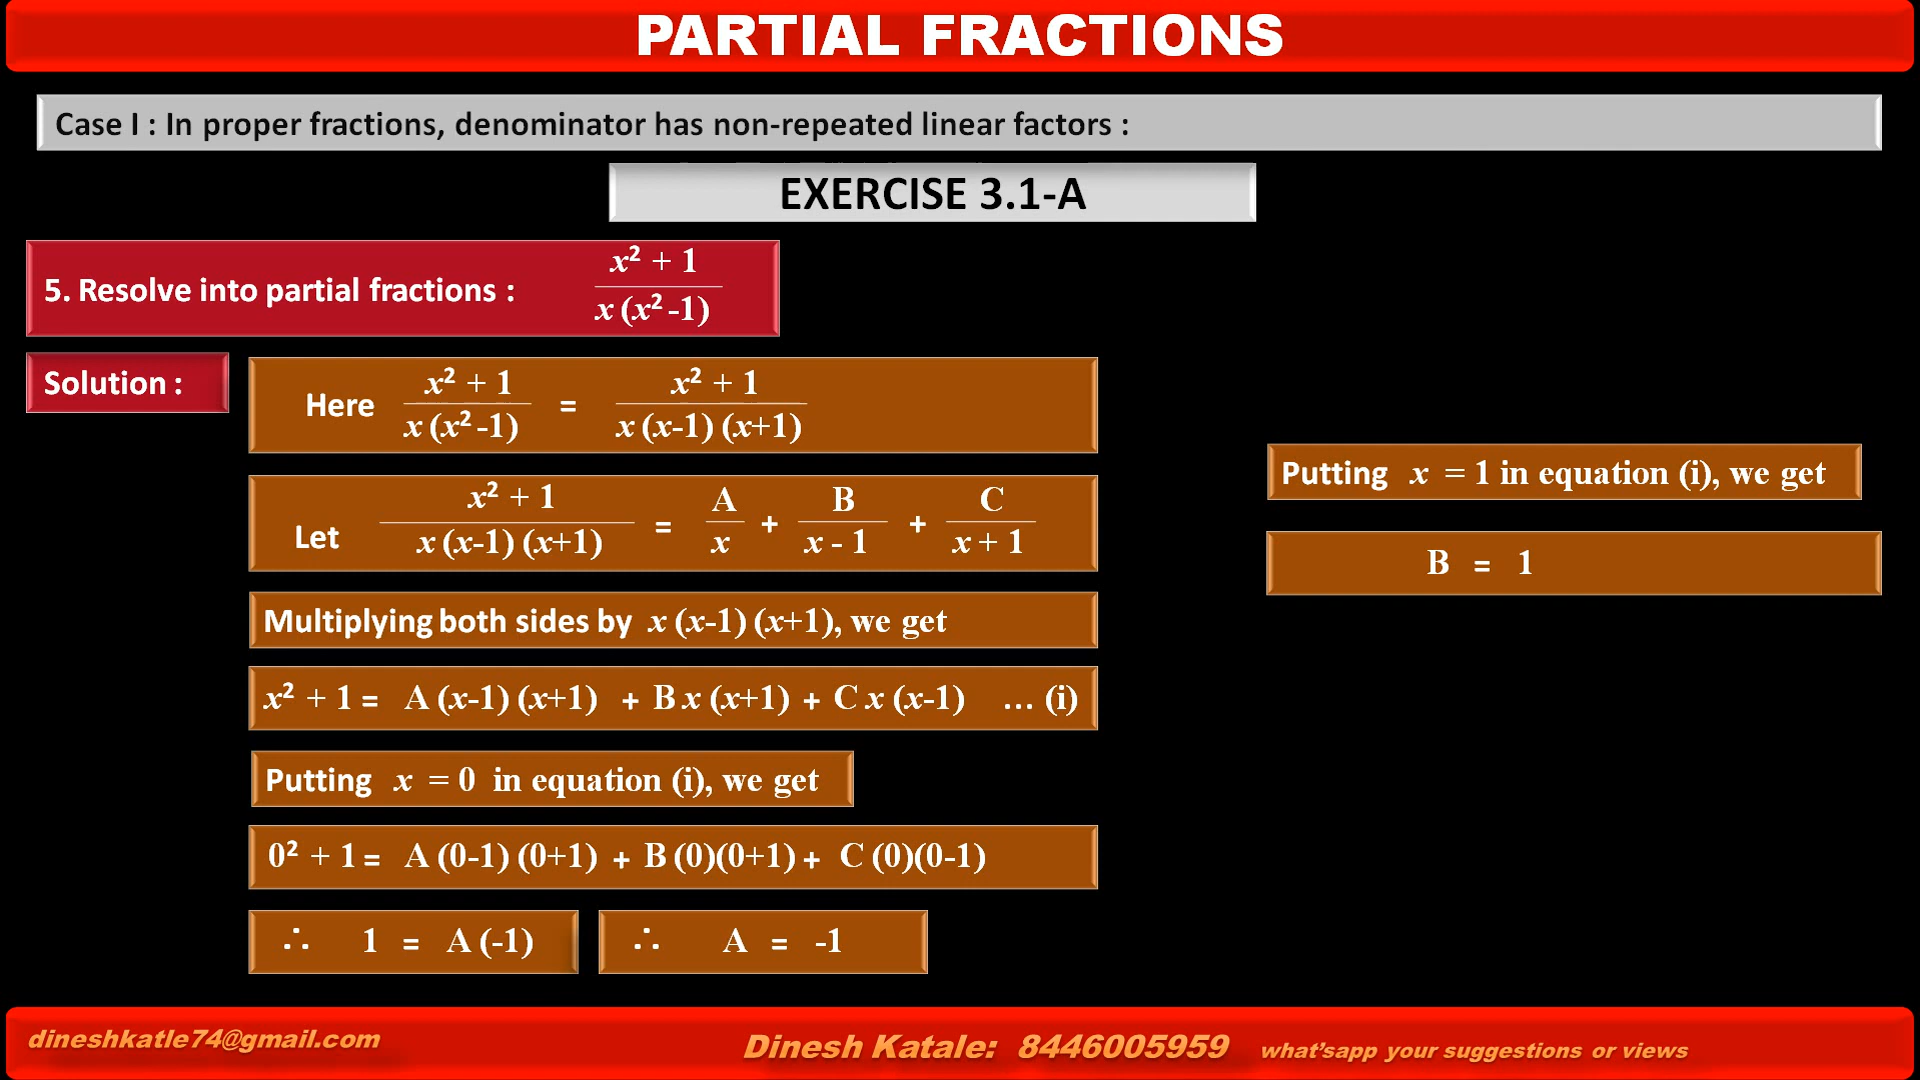 PARTIAL FRACTIONS
Case I : In proper fractions, denominator has non-repeated linear factors :
EXERCISE 3.1-A
5. Resolve into partial fractions : x² + 1 / x (x² -1)
Solution :
Here x² + 1 / x (x² -1) = x² + 1 / x (x-1) (x+1)
Let x² + 1 / x (x-1) (x+1) = A / x + B / x - 1 + C / x + 1
Multiplying both sides by x (x-1) (x+1), we get
x² + 1 = A (x-1) (x+1) + B x (x+1) + C x (x-1) ... (i)
Putting x = 0 in equation (i), we get
0² + 1 = A (0-1) (0+1) + B (0)(0+1) + C (0)(0-1)
∴ 1 = A (-1) ∴ A = -1
Putting x = 1 in equation (i), we get
B = 1
dineshkatle74@gmail.com
Dinesh Katale: 8446005959 what'sapp your suggestions or views